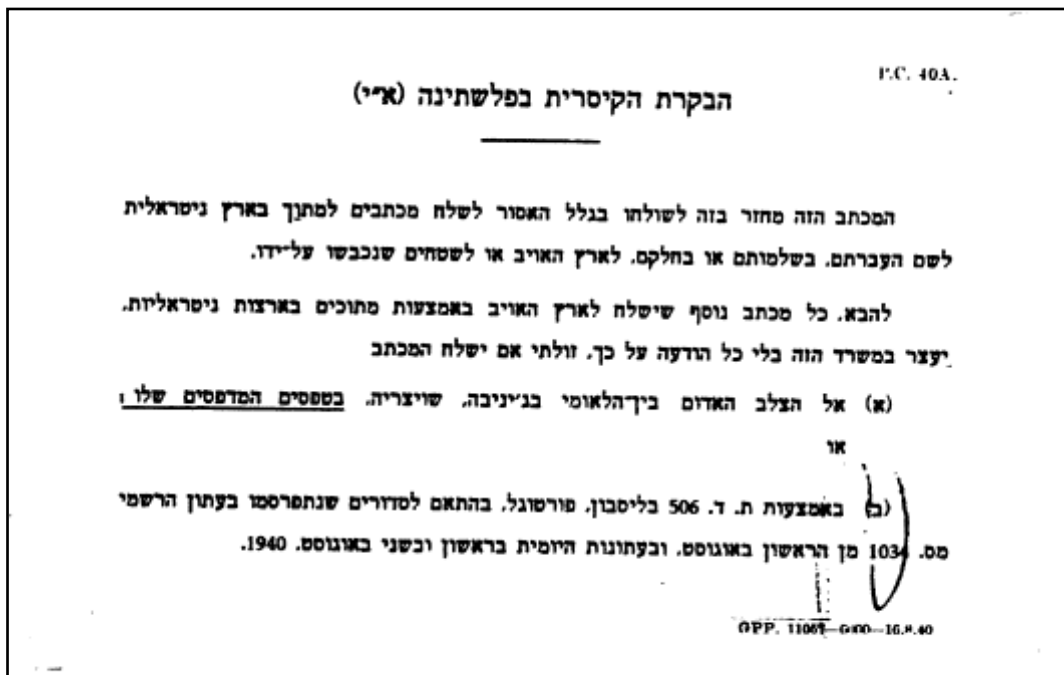 P.C. 40A.
הבקרת הקיסרית בפלשתינה (א״י)
המכתב הזה מחזר בזה לשולחו בגלל האסור לשלח מכתבים למתוך בארץ ניטראלית
לשם העברתם, בשלמותם או בחלקם, לארץ האויב או לשטחים שנכבשו על־ידו.
להבא, כל מכתב נוסף שישלח לארץ האויב באמצעות מתוכים בארצות ניטראליות,
יעצר במשרד הזה בלי כל הודעה על כך, זולתי אם ישלח המכתב
(א) אל הצלב האדום בין־הלאומי בג׳ניבה, שויצריה, בטפסים המדפסים שלו;
או
(ב) באמצעות ת. ד. 506 בליסבון, פורטוגל, בהתאם לסדורים שנתפרסמו בעתון הרשמי
מס. 1034 מן הראשון באוגוסט, ובעתונות היומית בראשון ובשני באוגוסט, 1940.
GPP. 16.8.40